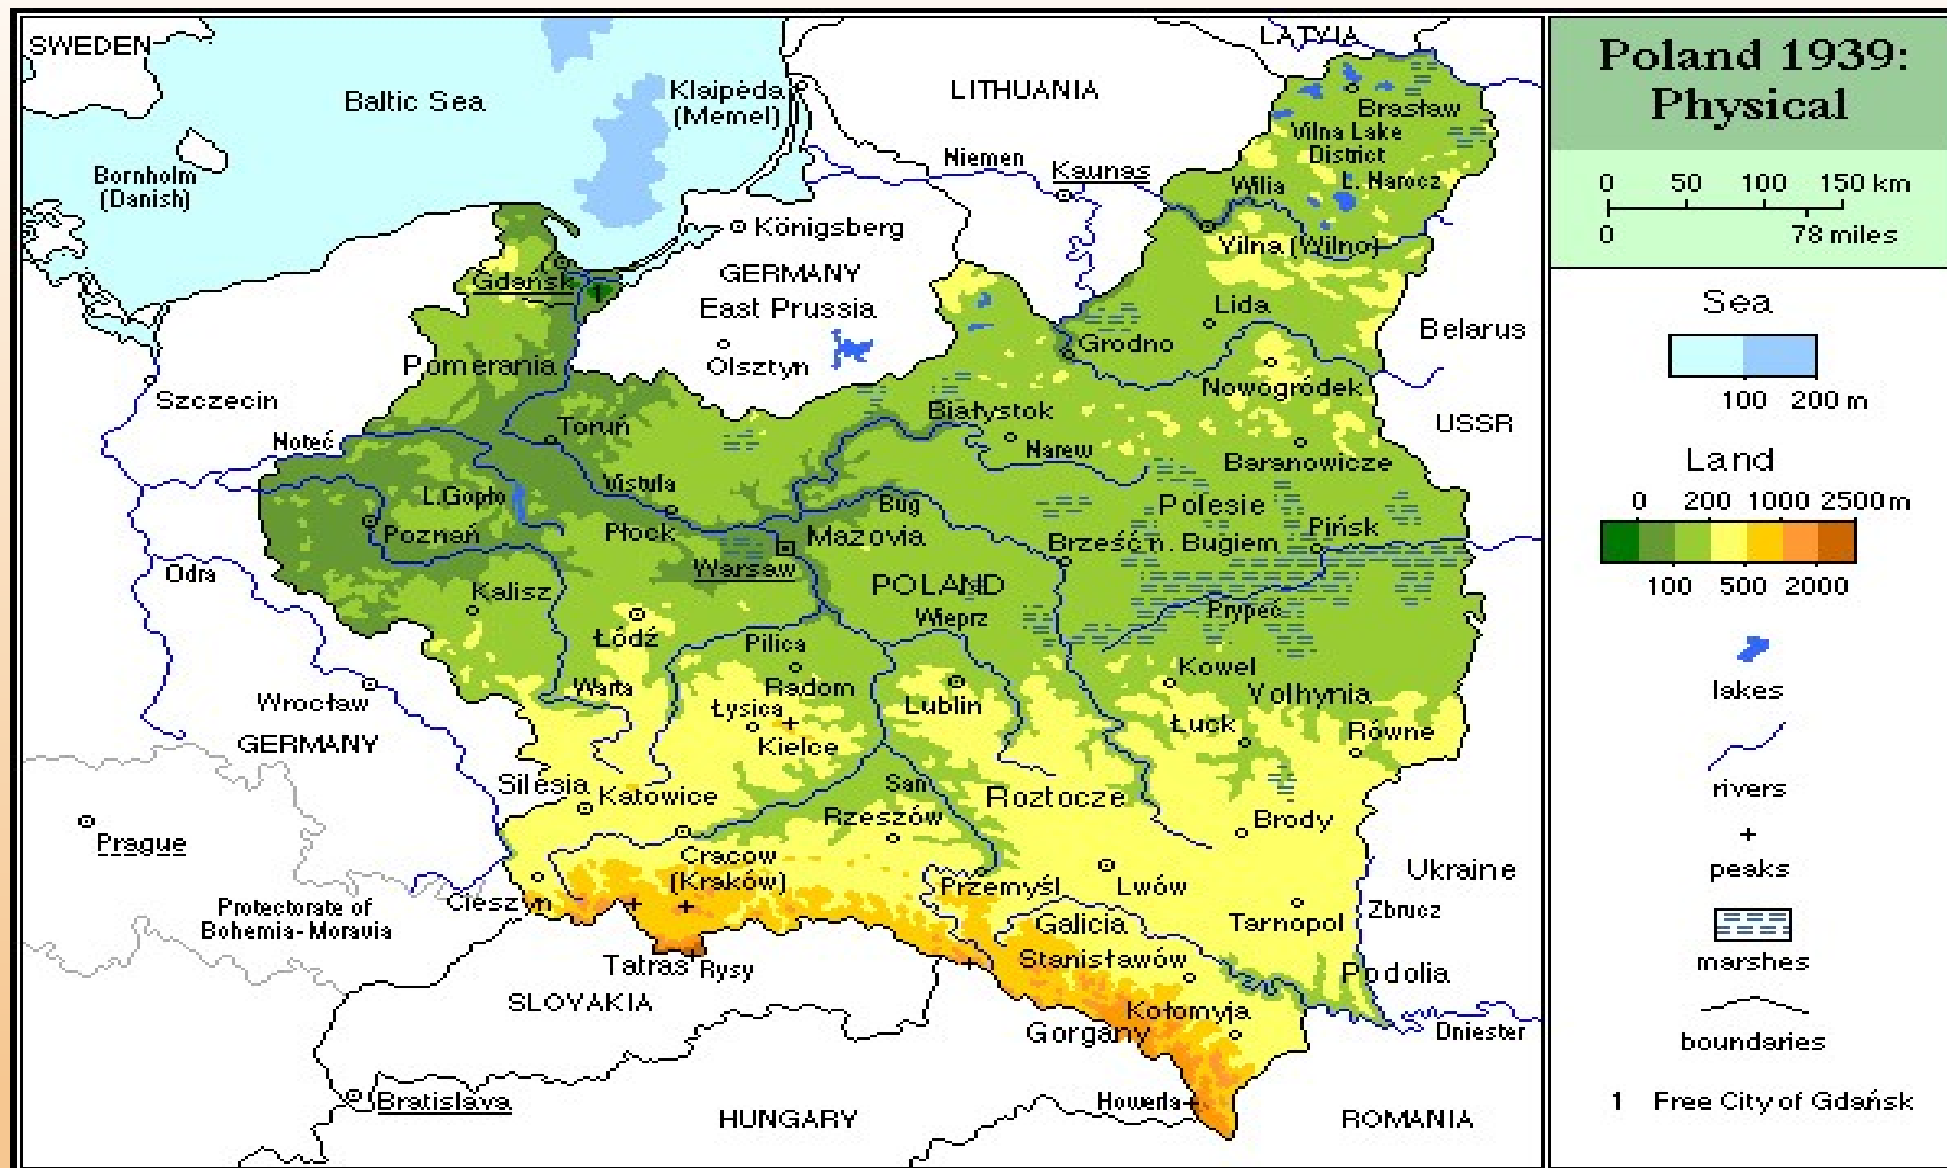 SWEDEN
Baltic Sea
Klaipėda
(Memel)
LITHUANIA
LATVIA
Bornholm
(Danish)
Brasław
Vilna Lake
District
Ł. Narocz
Niemen
Kaunas
Wilia
Königsberg
Vilna (Wilno)
Gdańsk
1
GERMANY
East Prussia
Olsztyn
Lida
Grodno
Belarus
Pomerania
Szczecin
Nowogródek
Toruń
Białystok
USSR
Noteć
Narew
Baranowicze
Vistula
L.Gopło
Bug
Polesie
Poznań
Płock
Mazovia
Pińsk
Brześć n. Bugiem
Warsaw
Odra
POLAND
Kalisz
Wieprz
Prypeć
Łódź
Pilica
Kowel
Warta
Radom
Volhynia
Wrocław
Łysica
Lublin
Łuck
Równe
Kielce
GERMANY
Silésia
Katowice
San
Roztocze
Rzeszów
Brody
Prague
Cracow
(Kraków)
Przemyśl
Lwów
Ukraine
Cieszyn
Protectorate of
Bohemia-Moravia
Galicia
Tarnopol
Zbrucz
Tatras
Rysy
Stanisławów
Podolia
SLOVAKIA
Kołomyja
Gorgany
Dniester
Bratislava
HUNGARY
Howerla
ROMANIA
Poland 1939:
Physical
0 50 100 150 km
0 78 miles
Sea
100 200 m
Land
0 200 1000 2500m
100 500 2000
lakes
rivers
peaks
marshes
boundaries
1 Free City of Gdańsk